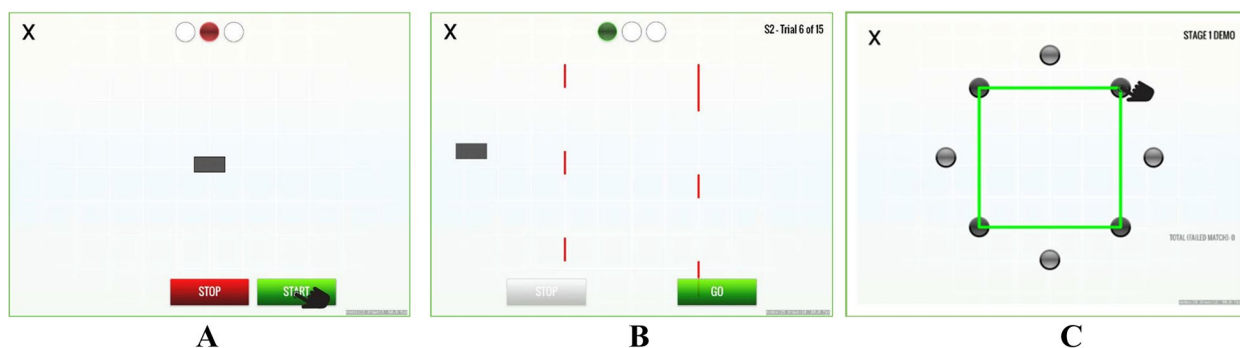 X
STOP
START
A
X
S2 - Trial 6 of 15
STOP
GO
B
X
STAGE 1 DEMO
TOTAL (FAILED MATCH): 0
C